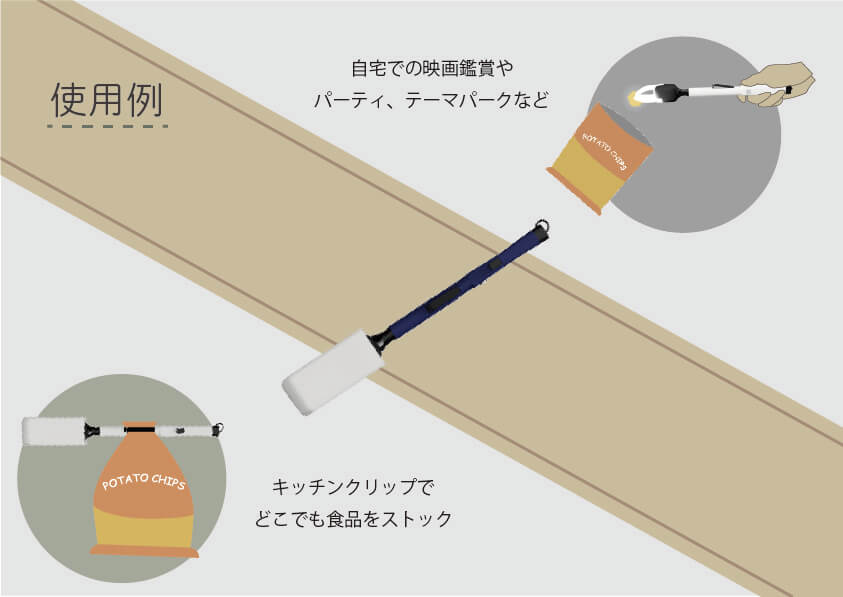 使用例
自宅での映画鑑賞や
パーティ、テーマパークなど
POTATO CHIPS
POTATO CHIPS
キッチンクリップで
どこでも食品をストック